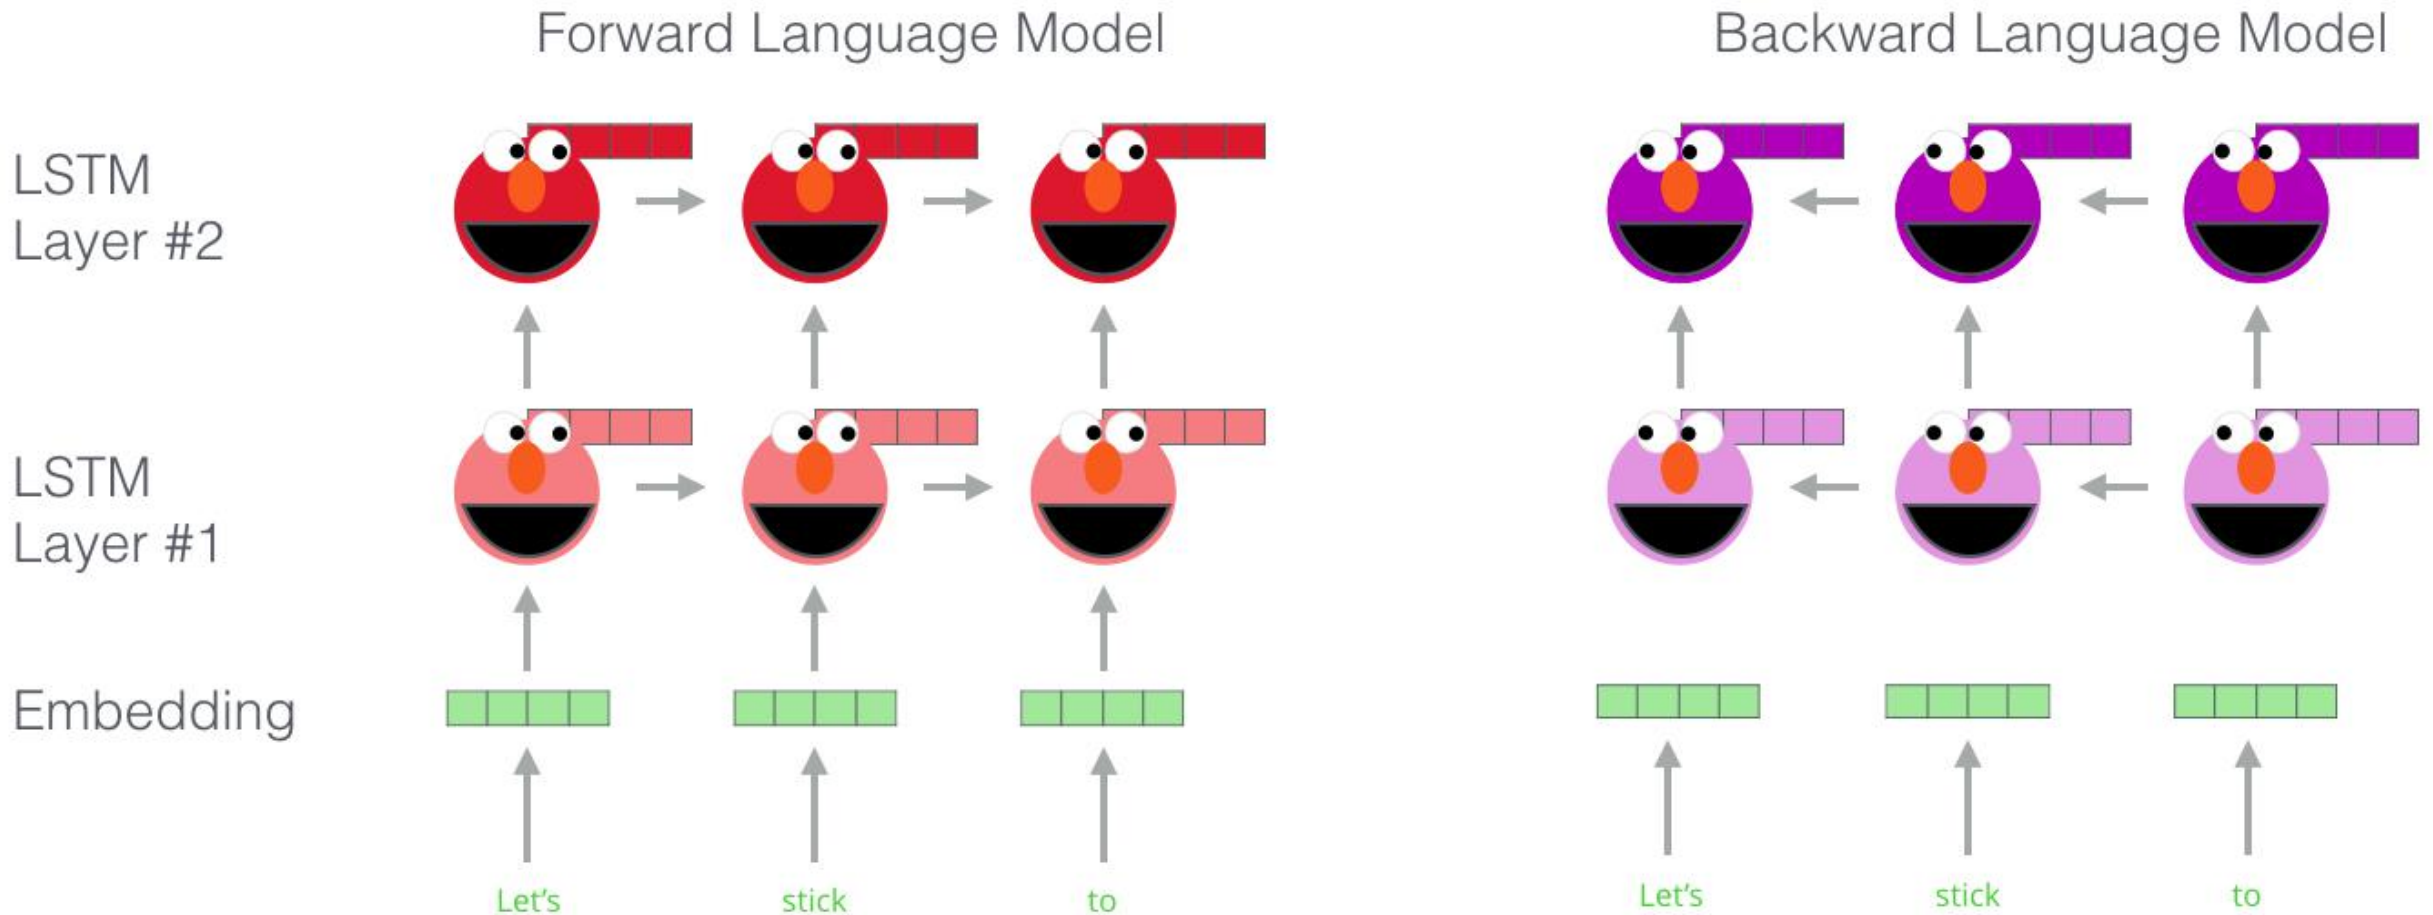 Forward Language Model
Backward Language Model
LSTM
Layer #2
LSTM
Layer #1
Embedding
Let's
stick
to
Let's
stick
to